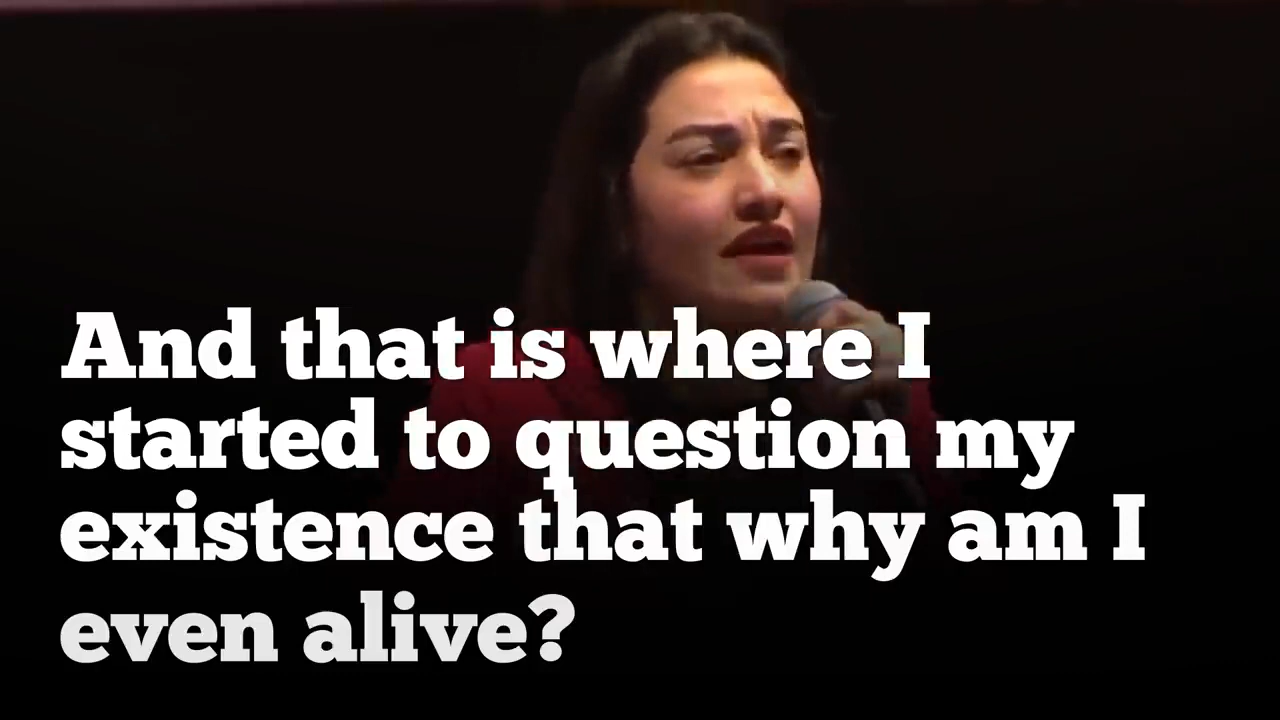 And that is where I
started to question my
existence that why am I
even alive?